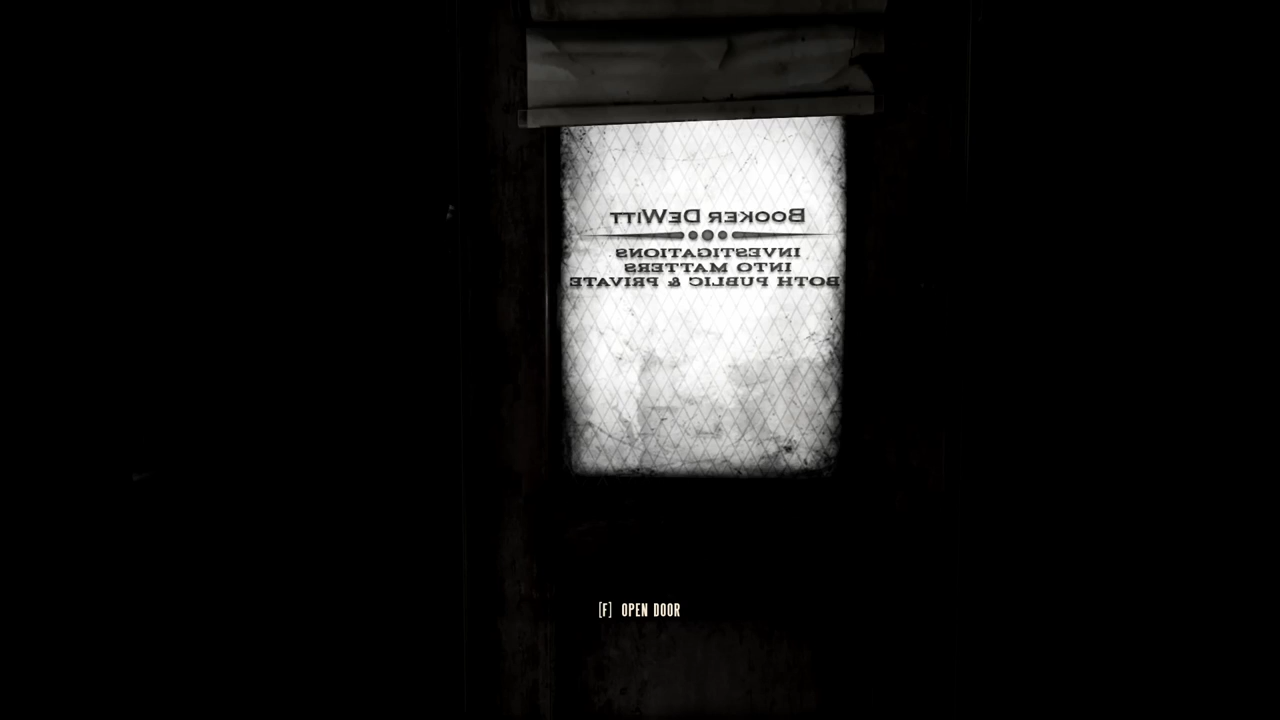 BOOKER DEWITT
INVESTIGATIONS
INTO MATTERS
BOTH PUBLIC & PRIVATE
[F] OPEN DOOR